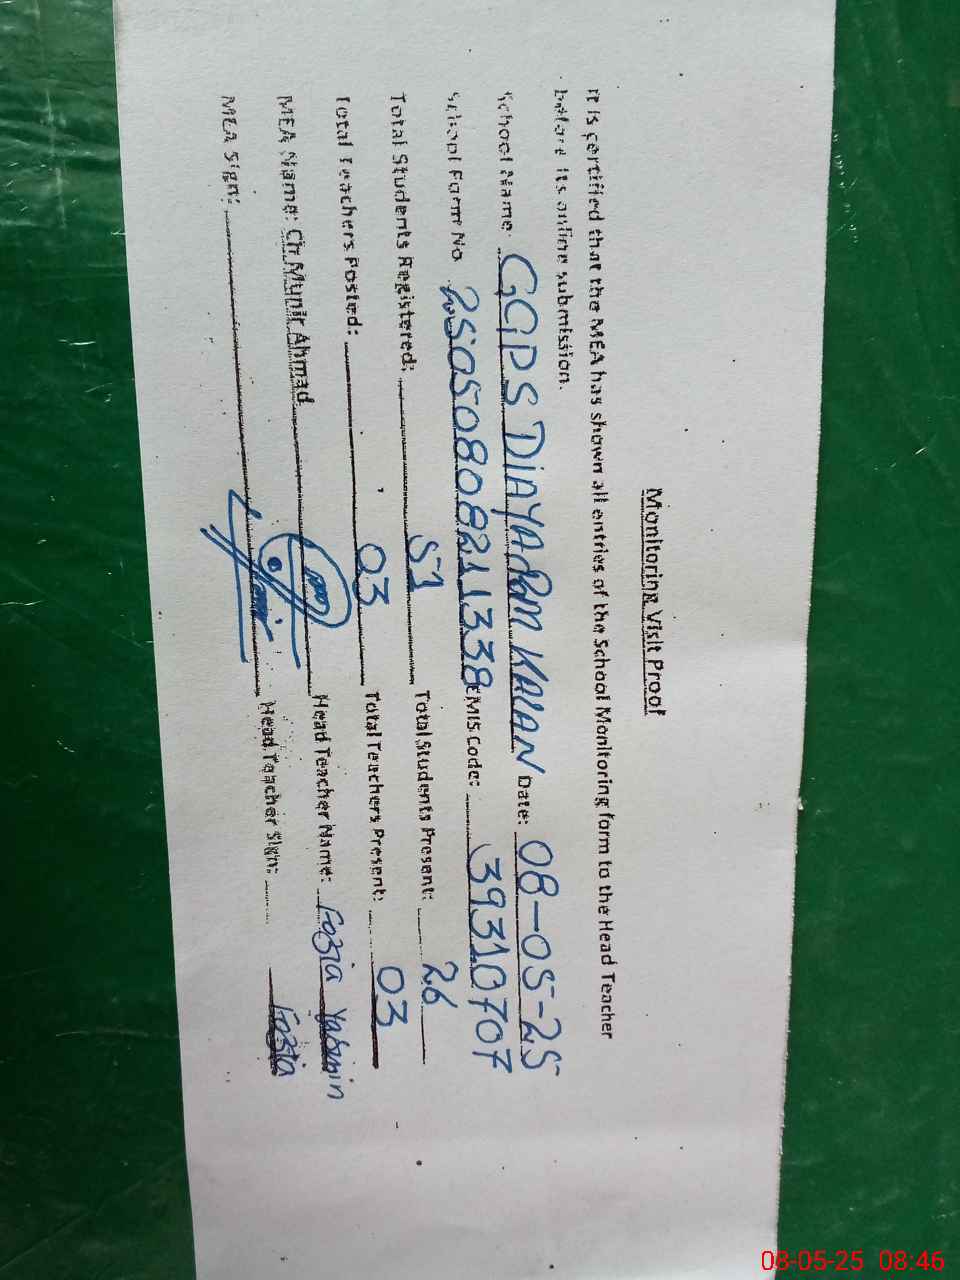 Monitoring Visit Proof
It is certified that the MEA has shown all entries of the School Monitoring form to the Head Teacher
before its online submission.
School Name: GGPS DIAYA RAM KALAN Date: 08-05-25
School Form No 25050808211338 EMIS Code: 39310707
Total Students Registered: 51 Total Students Present: 26
Total Teachers Posted: 03 Total Teachers Present: 03
MEA Name: Ch Munir Ahmad Head Teacher Name: Fozia Yasmin
MEA Sign: Head Teacher Sign: Fozia
08-05-25 08:46